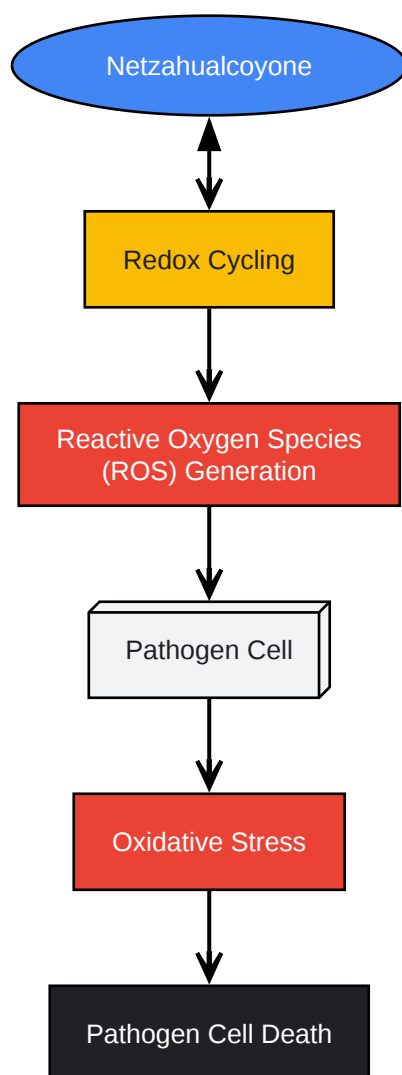 Netzahualcoyone
Redox Cycling
Reactive Oxygen Species
(ROS) Generation
Pathogen Cell
Oxidative Stress
Pathogen Cell Death